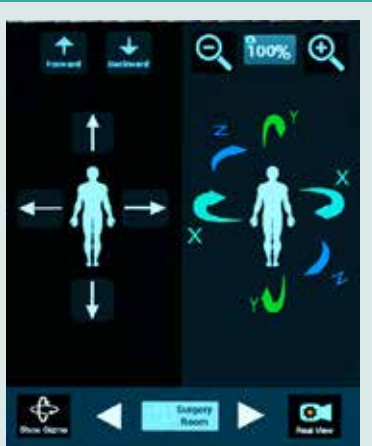 Forward
Backward
100%
Z
Y
X
X
Z
Y
Surgery
Room
Show Gizmo
Real View